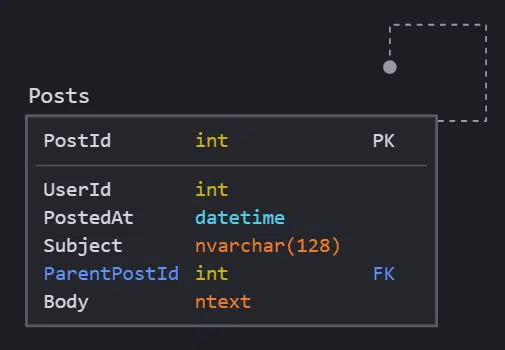 Posts
PostId int PK
UserId int
PostedAt datetime
Subject nvarchar(128)
ParentPostId int FK
Body ntext